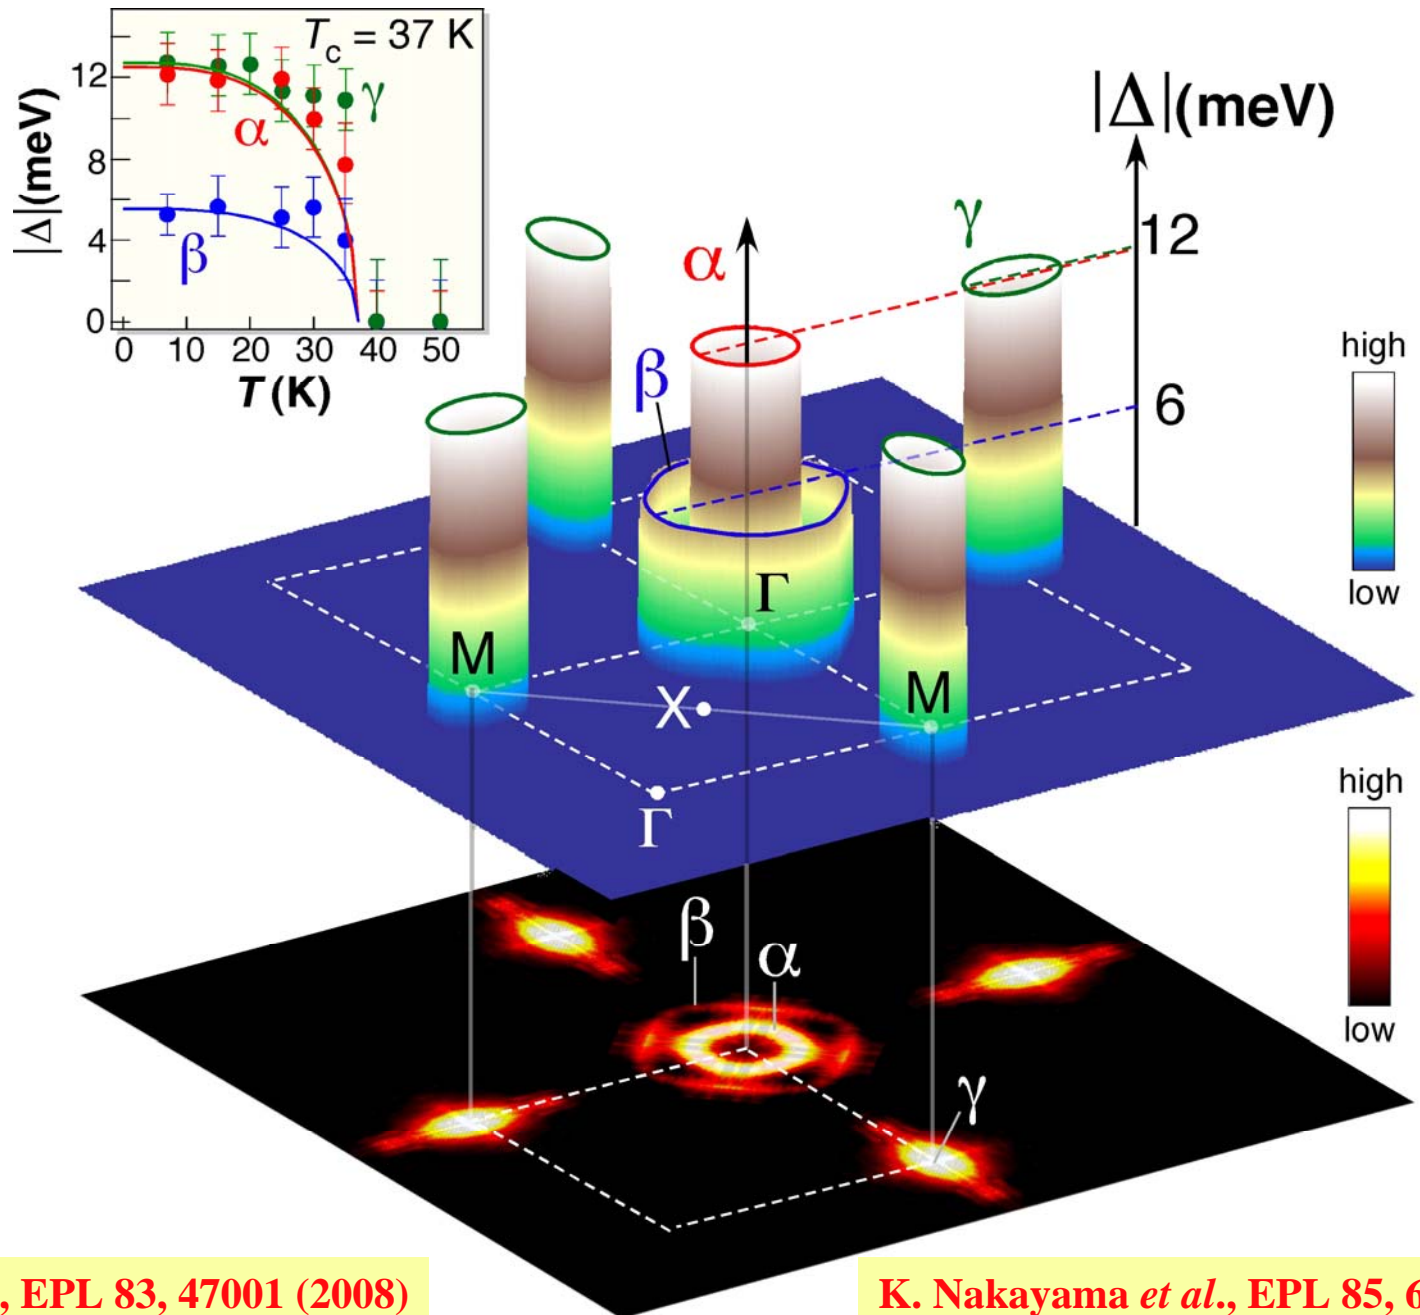 T_c = 37 K
|Δ|(meV)
12
8
4
0
γ
α
β
0 10 20 30 40 50
T (K)
|Δ|(meV)
12
6
γ
α
β
high
low
Γ
M
M
X
Γ
high
low
β
α
γ
, EPL 83, 47001 (2008)
K. Nakayama et al., EPL 85, 6